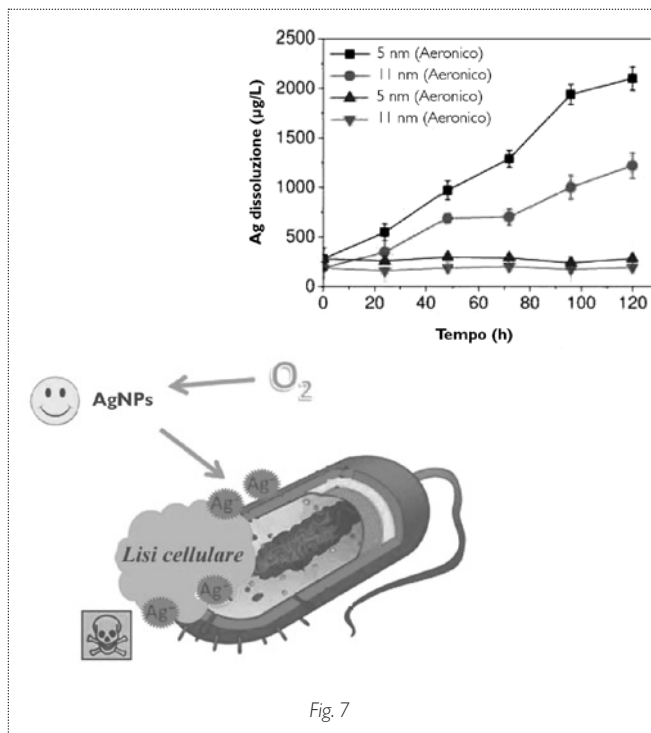 2500
2000
1500
1000
500
0
Ag dissoluzione (µg/L)
5 nm (Aeronico)
11 nm (Aeronico)
5 nm (Aeronico)
11 nm (Aeronico)
0 20 40 60 80 100 120
Tempo (h)
O2
AgNPs
Ag+
Ag+
Lisi cellulare
Ag+
Ag+
Fig. 7